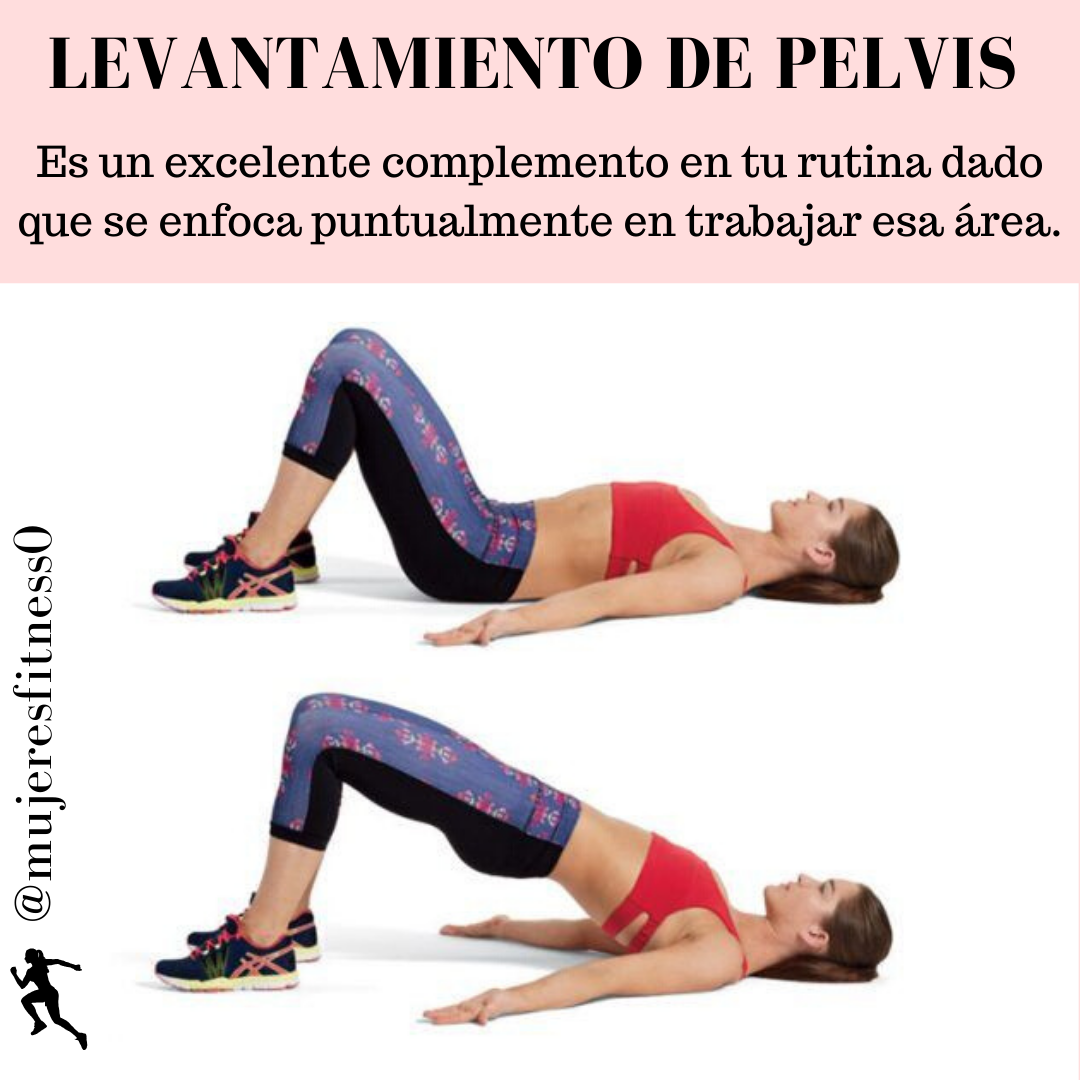 LEVANTAMIENTO DE PELVIS
Es un excelente complemento en tu rutina dado
que se enfoca puntualmente en trabajar esa área.
@mujeresfitness0